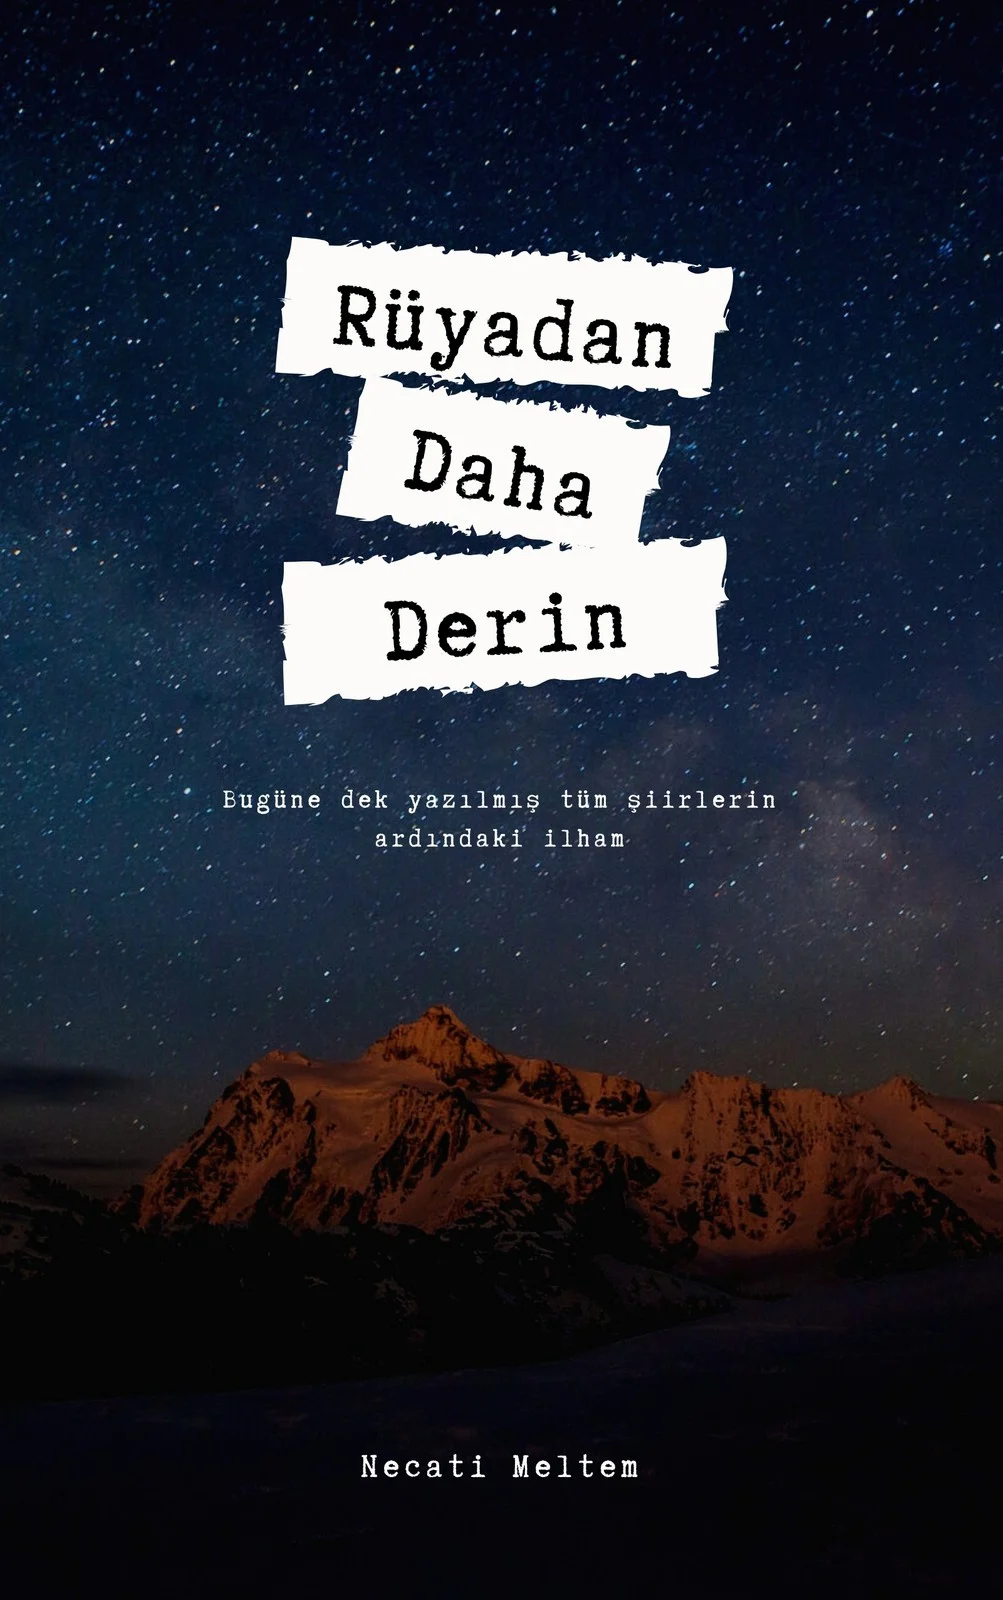 Rüyadan
Daha
Derin
Bugüne dek yazılmış tüm şiirlerin
ardındaki ilham
Necati Meltem